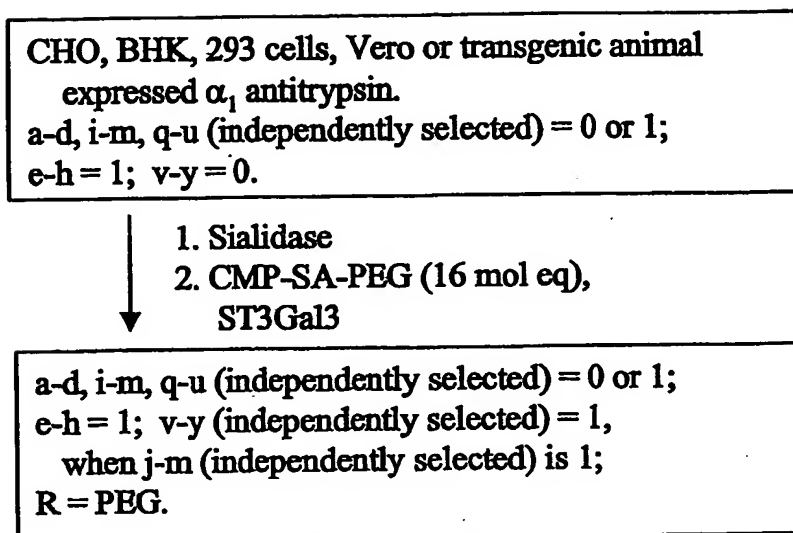 CHO, BHK, 293 cells, Vero or transgenic animal
expressed α₁ antitrypsin.
a-d, i-m, q-u (independently selected) = 0 or 1;
e-h = 1; v-y = 0.
1. Sialidase
2. CMP-SA-PEG (16 mol eq),
ST3Gal3
a-d, i-m, q-u (independently selected) = 0 or 1;
e-h = 1; v-y (independently selected) = 1,
when j-m (independently selected) is 1;
R = PEG.